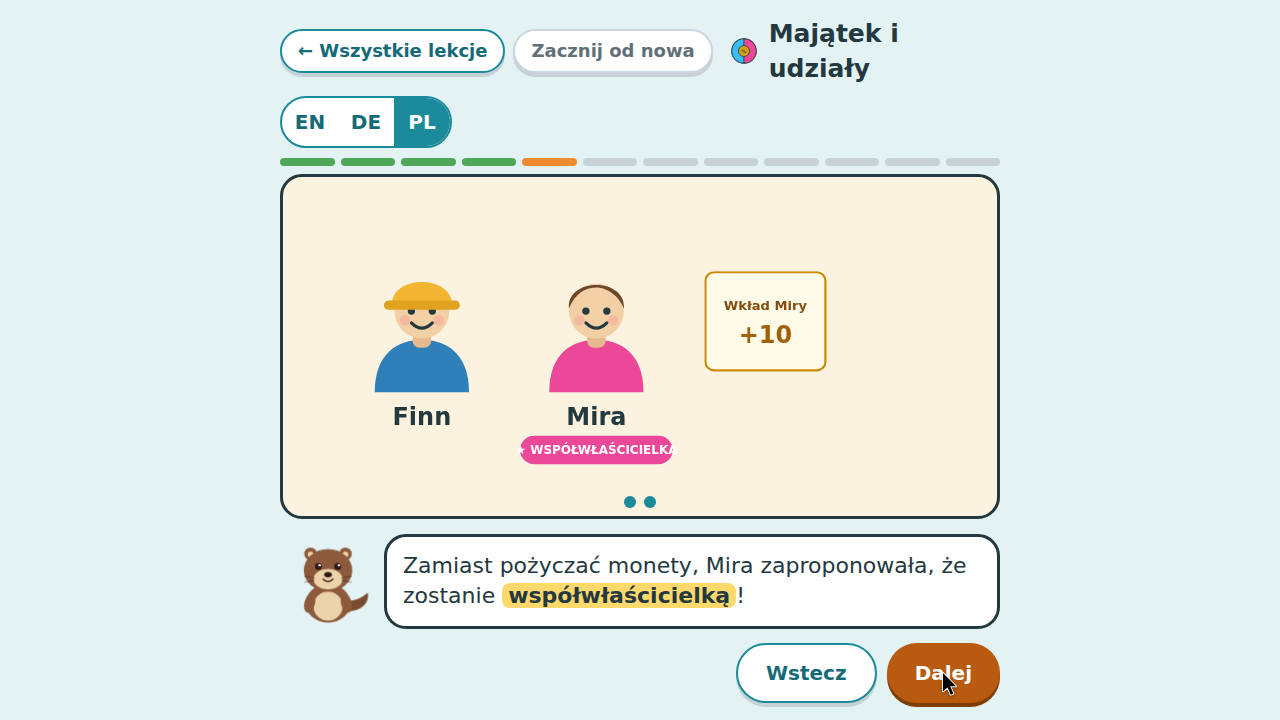 ← Wszystkie lekcje
Zacznij od nowa
Majątek i
udziały
EN DE PL
Wkład Miry
+10
Finn
Mira
★ WSPÓŁWŁAŚCICIELKA
Zamiast pożyczać monety, Mira zaproponowała, że
zostanie współwłaścicielką!
Wstecz
Dalej